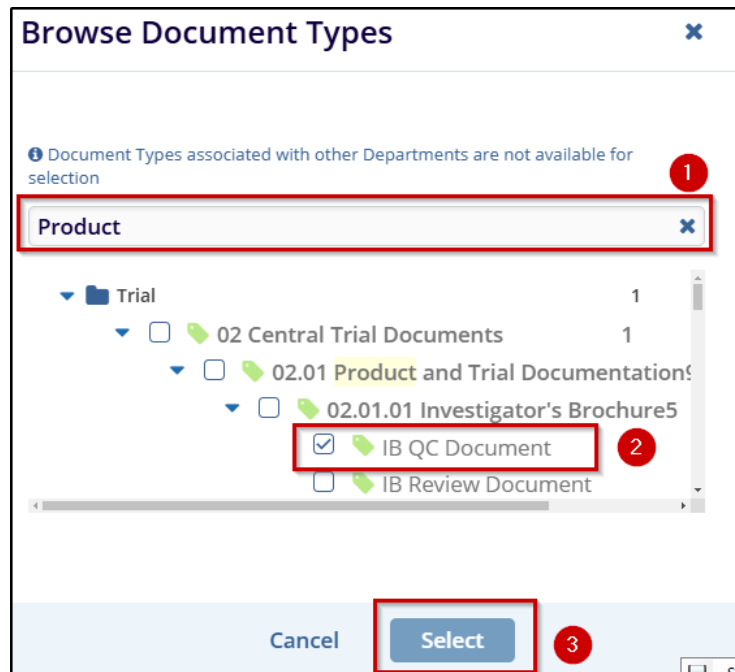 Browse Document Types
Document Types associated with other Departments are not available for
selection
1
Product
Trial 1
02 Central Trial Documents 1
02.01 Product and Trial Documentation9
02.01.01 Investigator's Brochure5
IB QC Document
2
IB Review Document
Cancel
Select
3